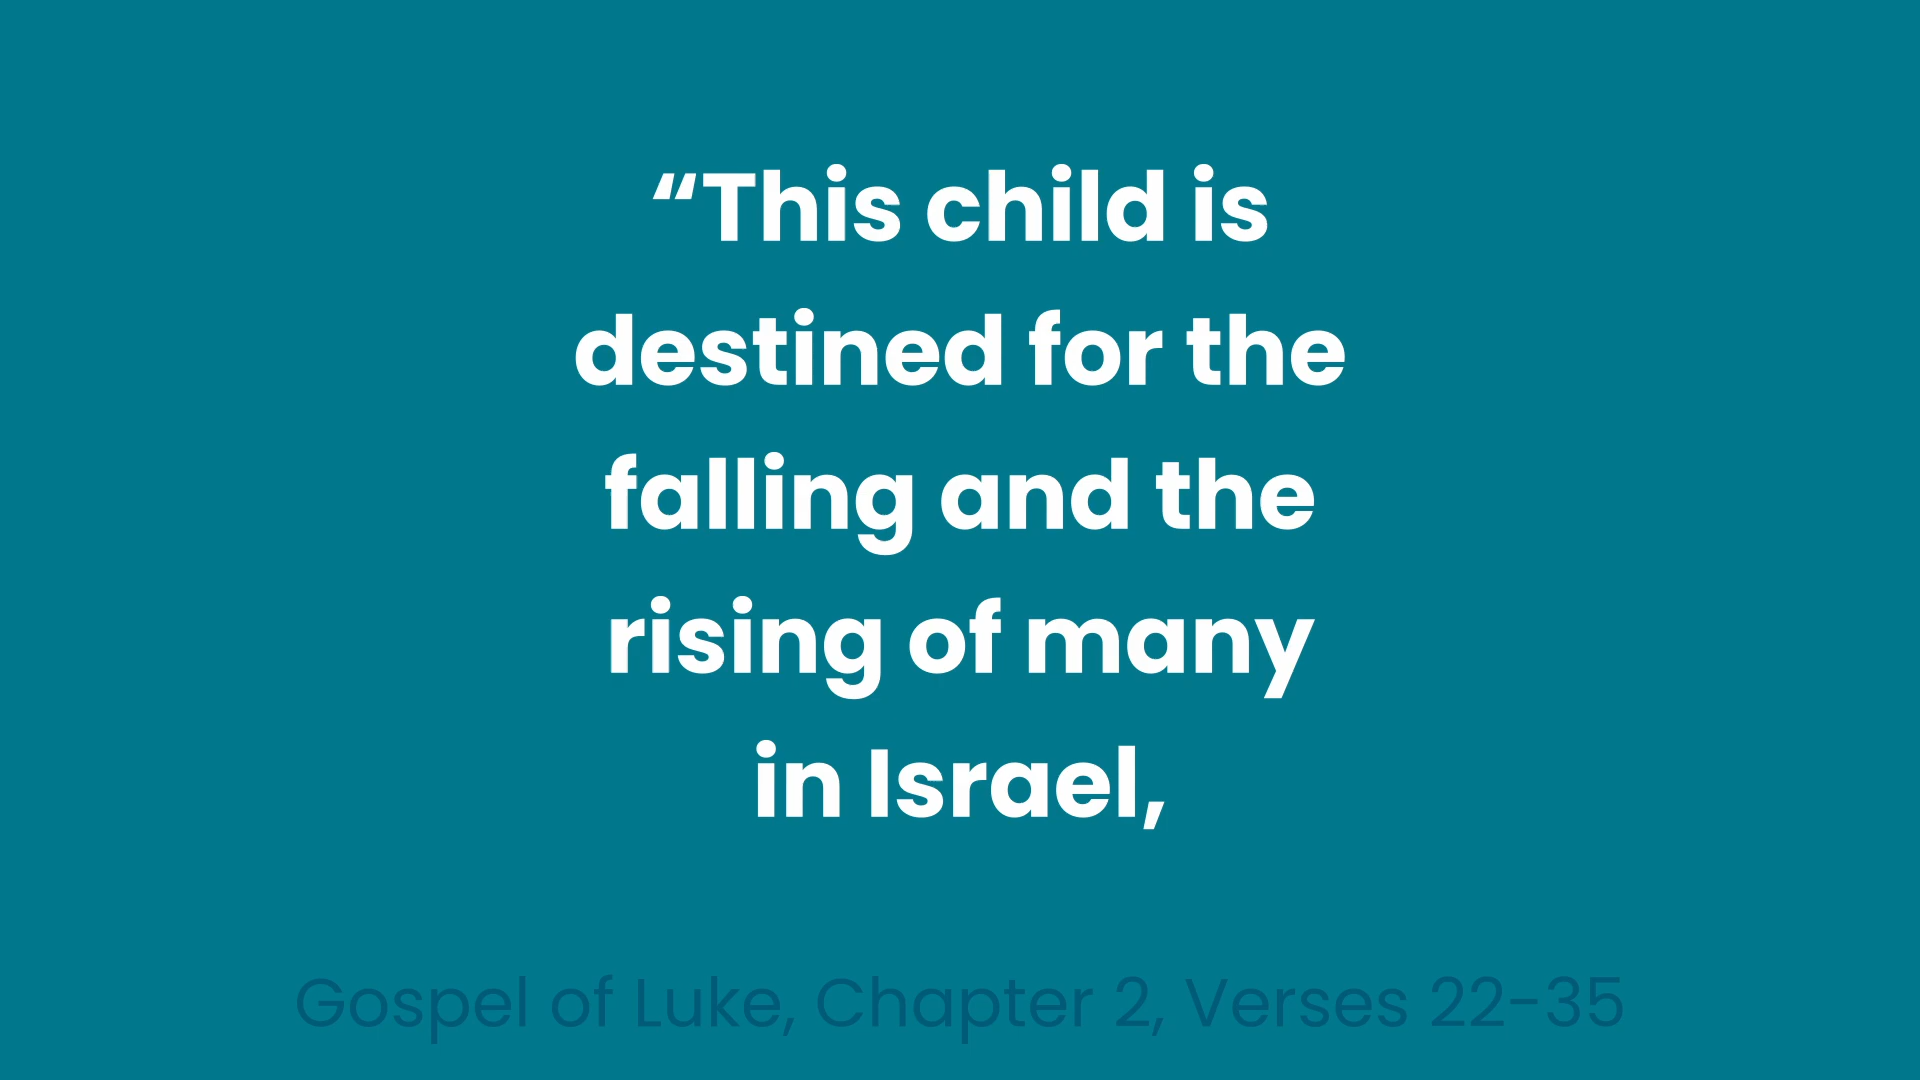 “This child is
destined for the
falling and the
rising of many
in Israel,
Gospel of Luke, Chapter 2, Verses 22-35